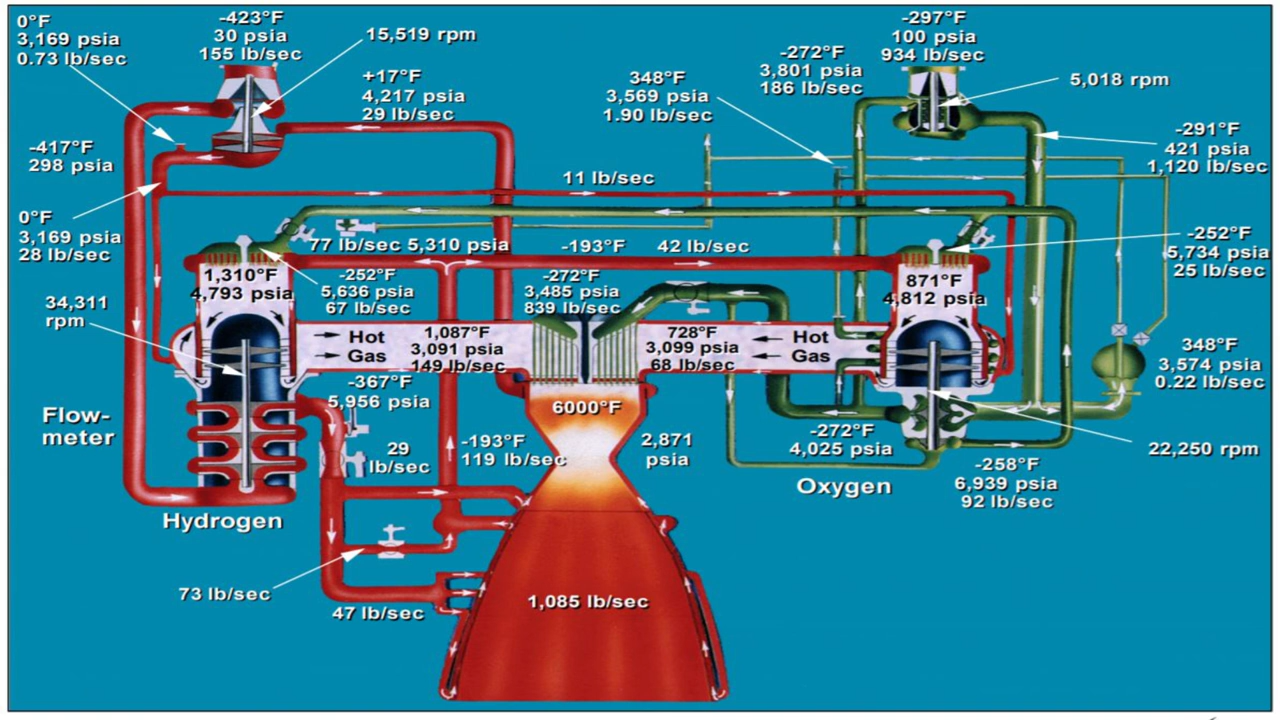 0°F
3,169 psia
0.73 lb/sec
-423°F
30 psia
155 lb/sec
15,519 rpm
+17°F
4,217 psia
29 lb/sec
348°F
3,569 psia
1.90 lb/sec
-272°F
3,801 psia
186 lb/sec
-297°F
100 psia
934 lb/sec
5,018 rpm
-291°F
421 psia
1,120 lb/sec
-417°F
298 psia
11 lb/sec
0°F
3,169 psia
28 lb/sec
77 lb/sec 5,310 psia
-193°F
42 lb/sec
-252°F
5,734 psia
25 lb/sec
1,310°F
4,793 psia
-252°F
5,636 psia
67 lb/sec
-272°F
3,485 psia
839 lb/sec
871°F
4,812 psia
34,311
rpm
Hot
Gas
1,087°F
3,091 psia
149 lb/sec
728°F
3,099 psia
68 lb/sec
Hot
Gas
348°F
3,574 psia
0.22 lb/sec
-367°F
5,956 psia
6000°F
Flow-
meter
29
lb/sec
-193°F
119 lb/sec
2,871
psia
-272°F
4,025 psia
22,250 rpm
-258°F
6,939 psia
92 lb/sec
Oxygen
Hydrogen
73 lb/sec
47 lb/sec
1,085 lb/sec